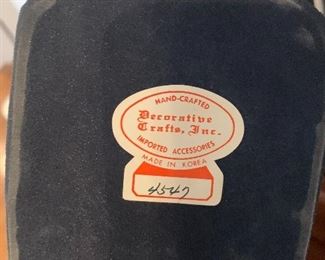 HAND-CRAFTED
Decorative
Crafts, Inc.
IMPORTED ACCESSORIES
MADE IN KOREA
4547